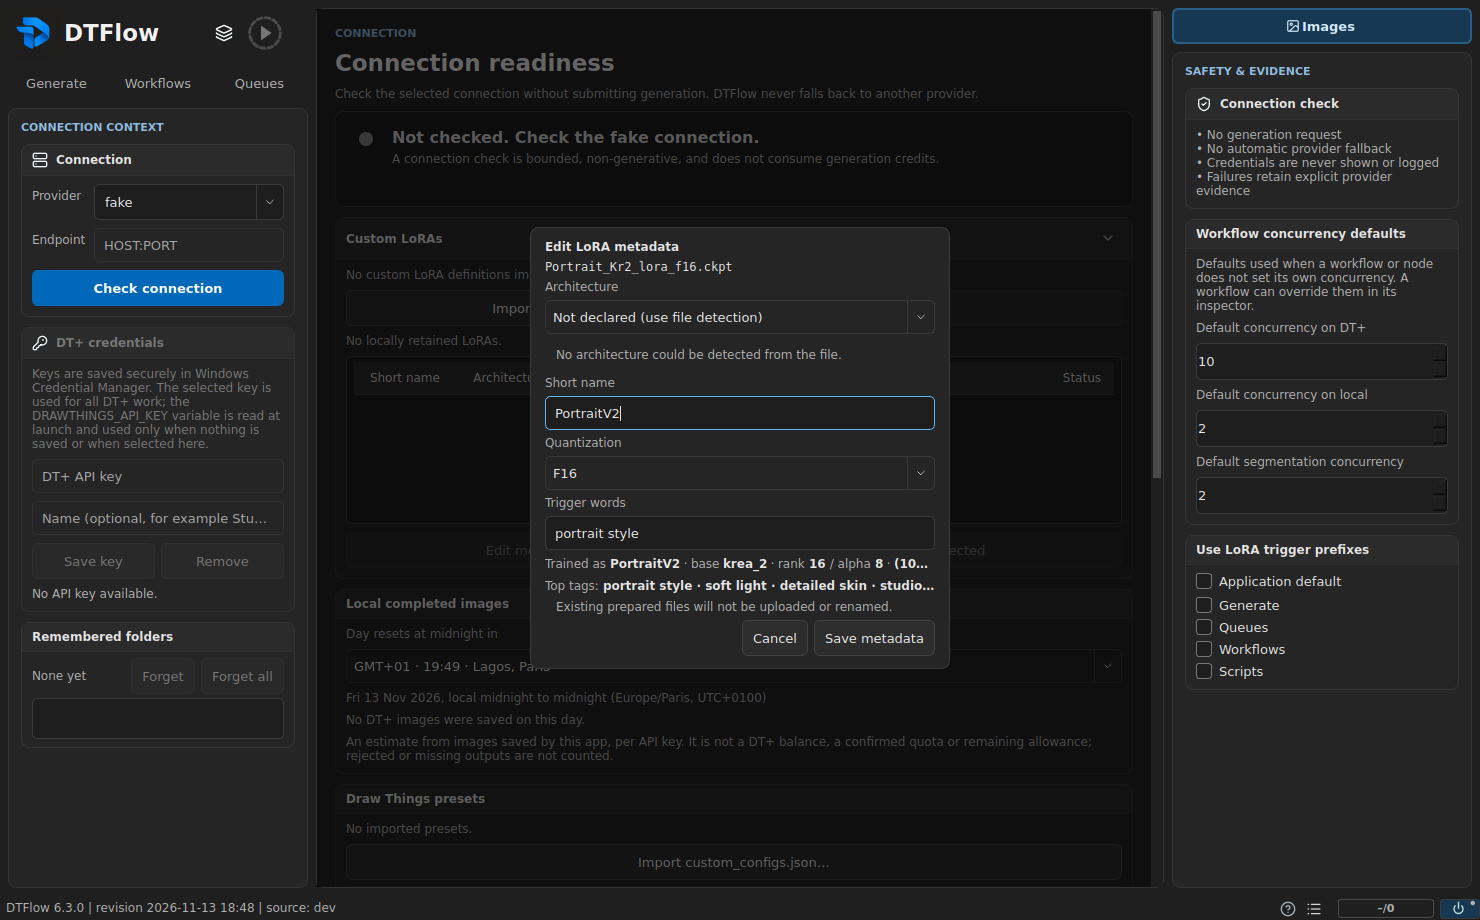 DTFlow
Generate Workflows Queues
CONNECTION CONTEXT
Connection
Provider fake
Endpoint HOST:PORT
Check connection
DT+ credentials
Keys are saved securely in Windows
Credential Manager. The selected key is
used for all DT+ work; the
DRAWTHINGS_API_KEY variable is read at
launch and used only when nothing is
saved or when selected here.
DT+ API key
Name (optional, for example Stu...
Save key Remove
No API key available.
Remembered folders
None yet Forget Forget all
CONNECTION
Connection readiness
Check the selected connection without submitting generation. DTFlow never falls back to another provider.
Not checked. Check the fake connection.
A connection check is bounded, non-generative, and does not consume generation credits.
Custom LoRAs
No custom LoRA definitions im
Impor
No locally retained LoRAs.
Short name Architectu Status
Edit me ected
Local completed images
Day resets at midnight in
GMT+01 · 19:49 · Lagos, Paris
Fri 13 Nov 2026, local midnight to midnight (Europe/Paris, UTC+0100)
No DT+ images were saved on this day.
An estimate from images saved by this app, per API key. It is not a DT+ balance, a confirmed quota or remaining allowance;
rejected or missing outputs are not counted.
Draw Things presets
No imported presets.
Import custom_configs.json...
Edit LoRA metadata
Portrait_Kr2_lora_f16.ckpt
Architecture
Not declared (use file detection)
No architecture could be detected from the file.
Short name
PortraitV2
Quantization
F16
Trigger words
portrait style
Trained as PortraitV2 · base krea_2 · rank 16 / alpha 8 · (10...
Top tags: portrait style · soft light · detailed skin · studio...
Existing prepared files will not be uploaded or renamed.
Cancel Save metadata
Images
SAFETY & EVIDENCE
Connection check
• No generation request
• No automatic provider fallback
• Credentials are never shown or logged
• Failures retain explicit provider
evidence
Workflow concurrency defaults
Defaults used when a workflow or node
does not set its own concurrency. A
workflow can override them in its
inspector.
Default concurrency on DT+
10
Default concurrency on local
2
Default segmentation concurrency
2
Use LoRA trigger prefixes
Application default
Generate
Queues
Workflows
Scripts
DTFlow 6.3.0 | revision 2026-11-13 18:48 | source: dev
–/0